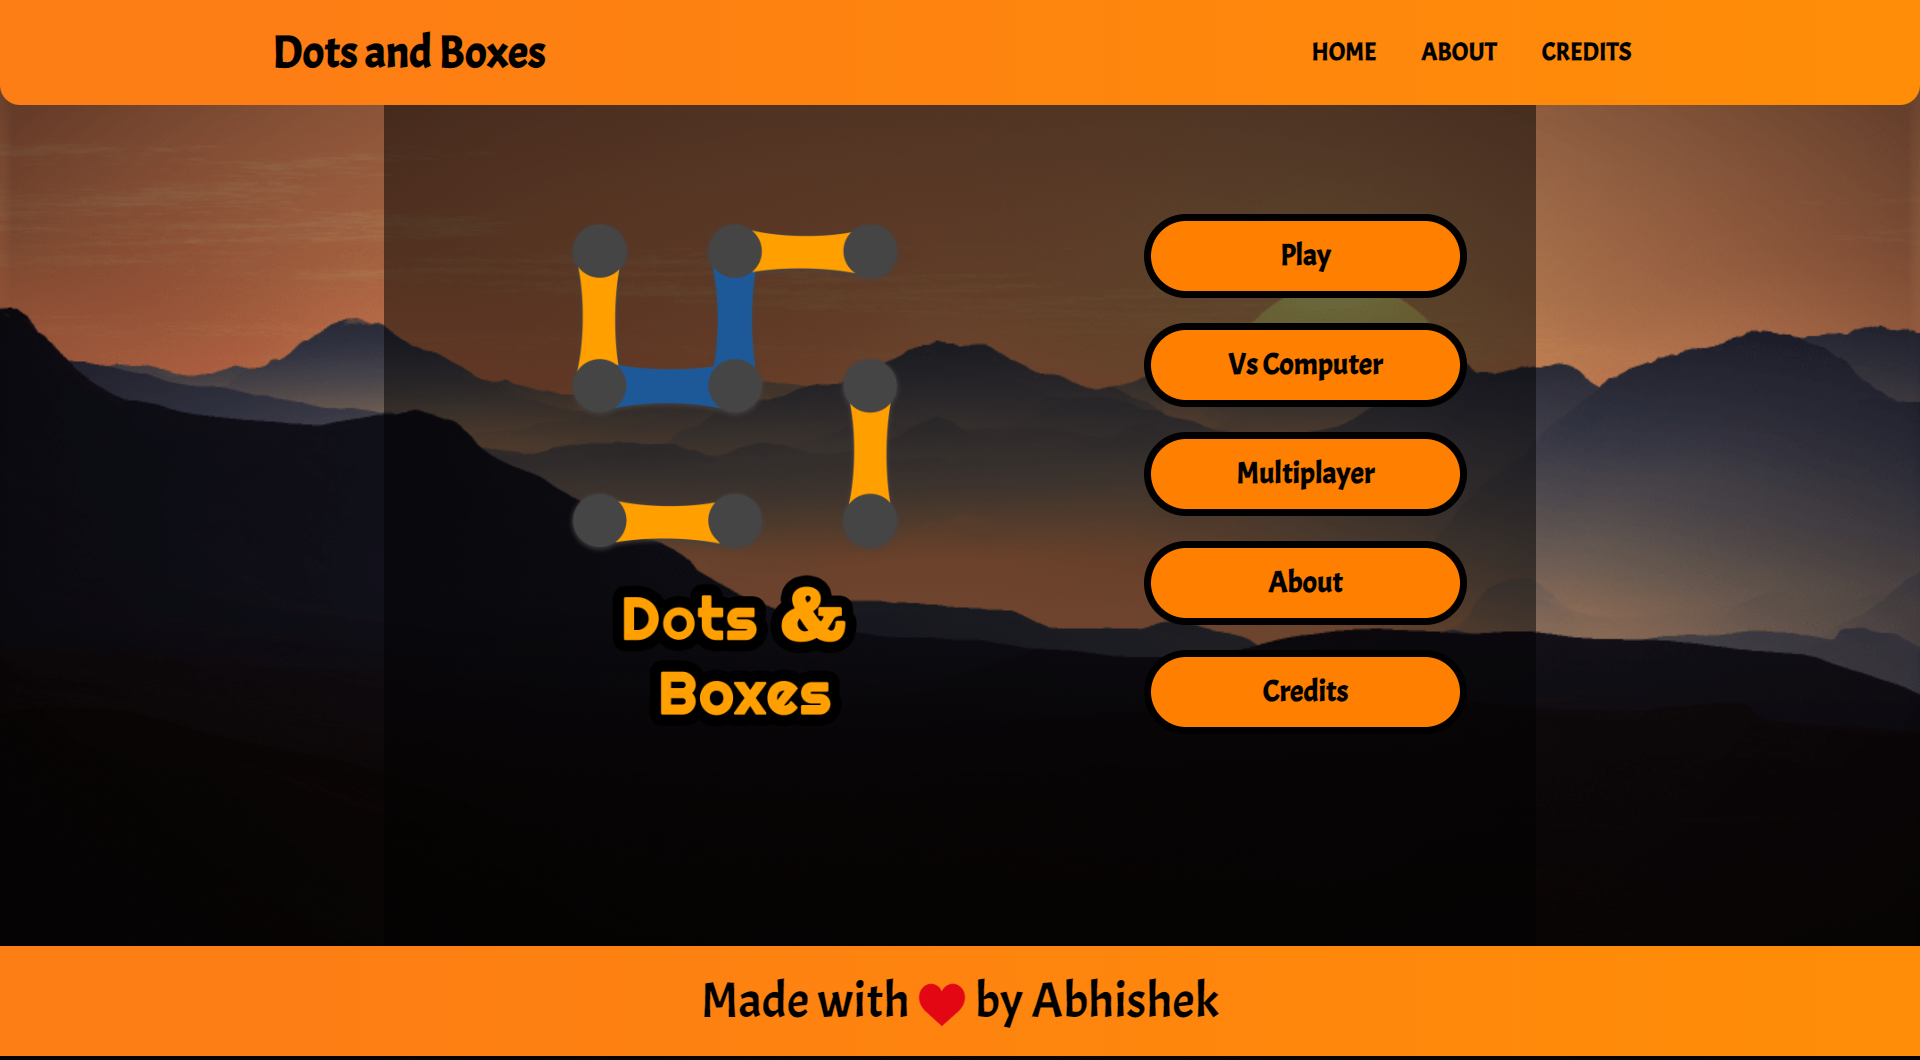 Dots and Boxes
HOME ABOUT CREDITS
Dots &
Boxes
Play
Vs Computer
Multiplayer
About
Credits
Made with ❤ by Abhishek